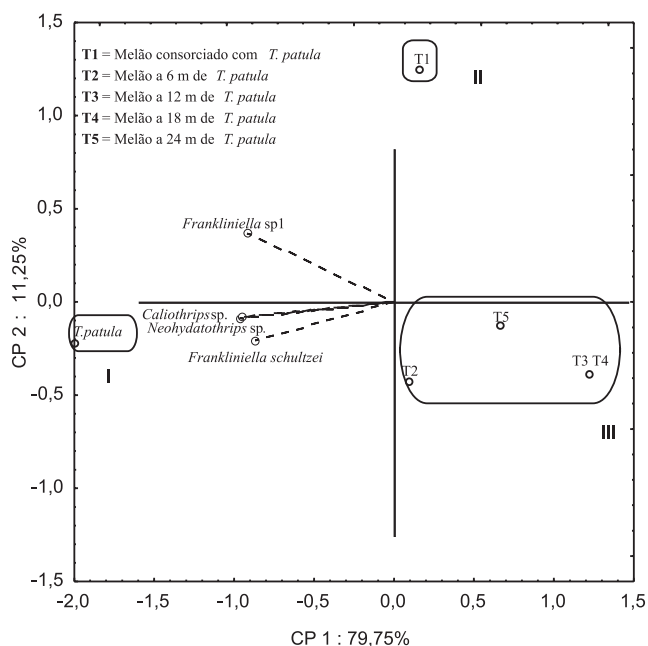 1,5
T1 = Melão consorciado com T. patula
T2 = Melão a 6 m de T. patula
T3 = Melão a 12 m de T. patula
T4 = Melão a 18 m de T. patula
T5 = Melão a 24 m de T. patula
T1
II
1,0
0,5
Frankliniella sp1
0,0
Caliothrips sp.
Neohydatothrips sp.
T.patula
Frankliniella schultzei
I
T5
T2
T3 T4
III
-0,5
-1,0
-1,5
CP 2 : 11,25%
-2,0 -1,5 -1,0 -0,5 0,0 0,5 1,0 1,5
CP 1 : 79,75%